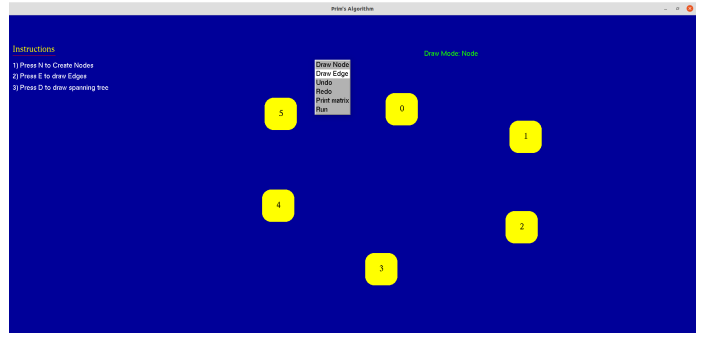 Prim's Algorithm
Instructions
1) Press N to Create Nodes
2) Press E to draw Edges
3) Press D to draw spanning tree
Draw Mode: Node
Draw Node
Draw Edge
Undo
Redo
Print matrix
Run
5
0
1
4
2
3